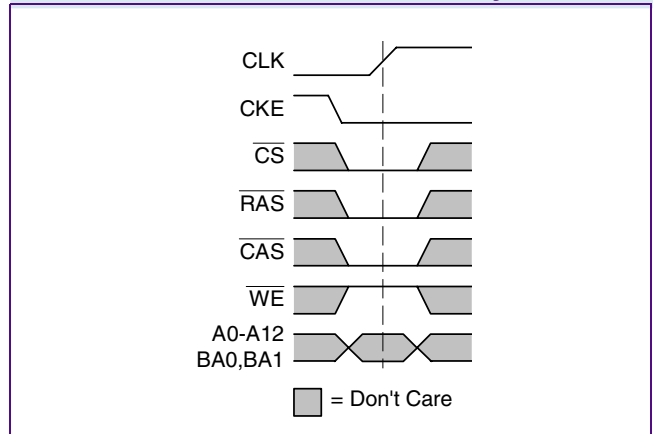 CLK
CKE
CS
RAS
CAS
WE
A0-A12
BA0,BA1
= Don't Care